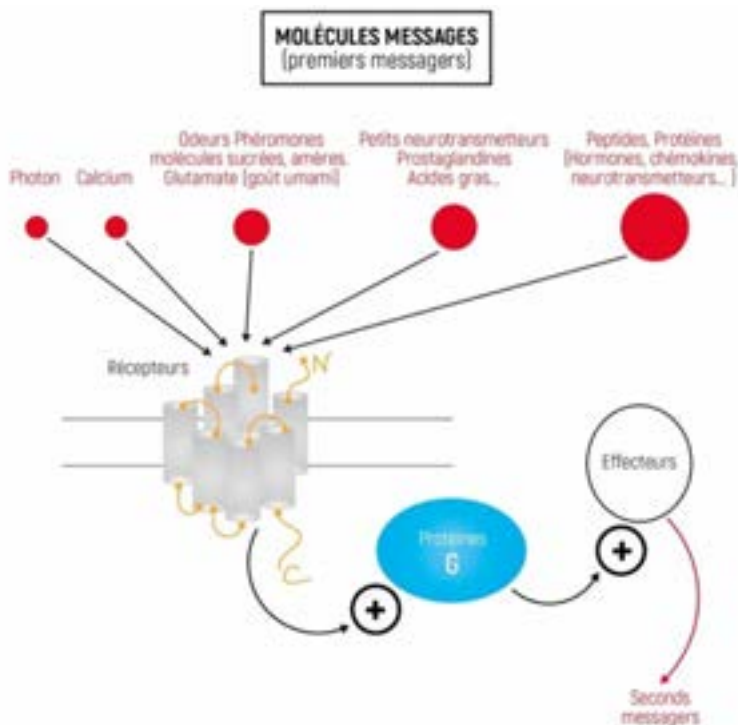 MOLÉCULES MESSAGES
(premiers messagers)
Photon
Calcium
Odeurs Phéromones
molécules sucrées, amères.
Glutamate (goût umami)
Petits neurotransmetteurs
Prostaglandines
Acides gras...
Peptides, Protéines
(Hormones, chémokines,
neurotransmetteurs... )
Récepteurs
N
C
Protéines
G
+
Effecteurs
+
Seconds
messagers